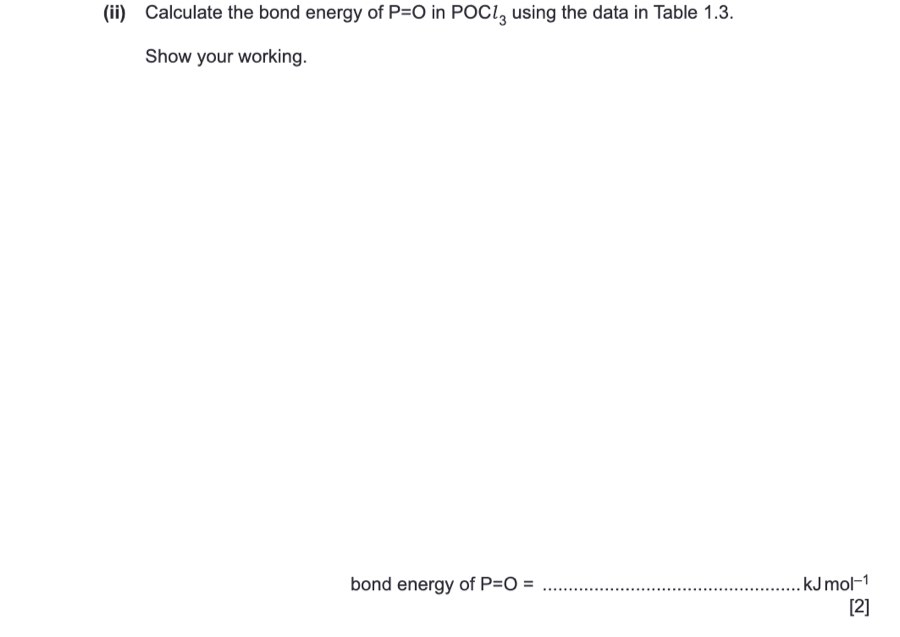 (ii) Calculate the bond energy of P=O in POCl₃ using the data in Table 1.3.
Show your working.
bond energy of P=O = .................................................. kJ mol⁻¹
[2]